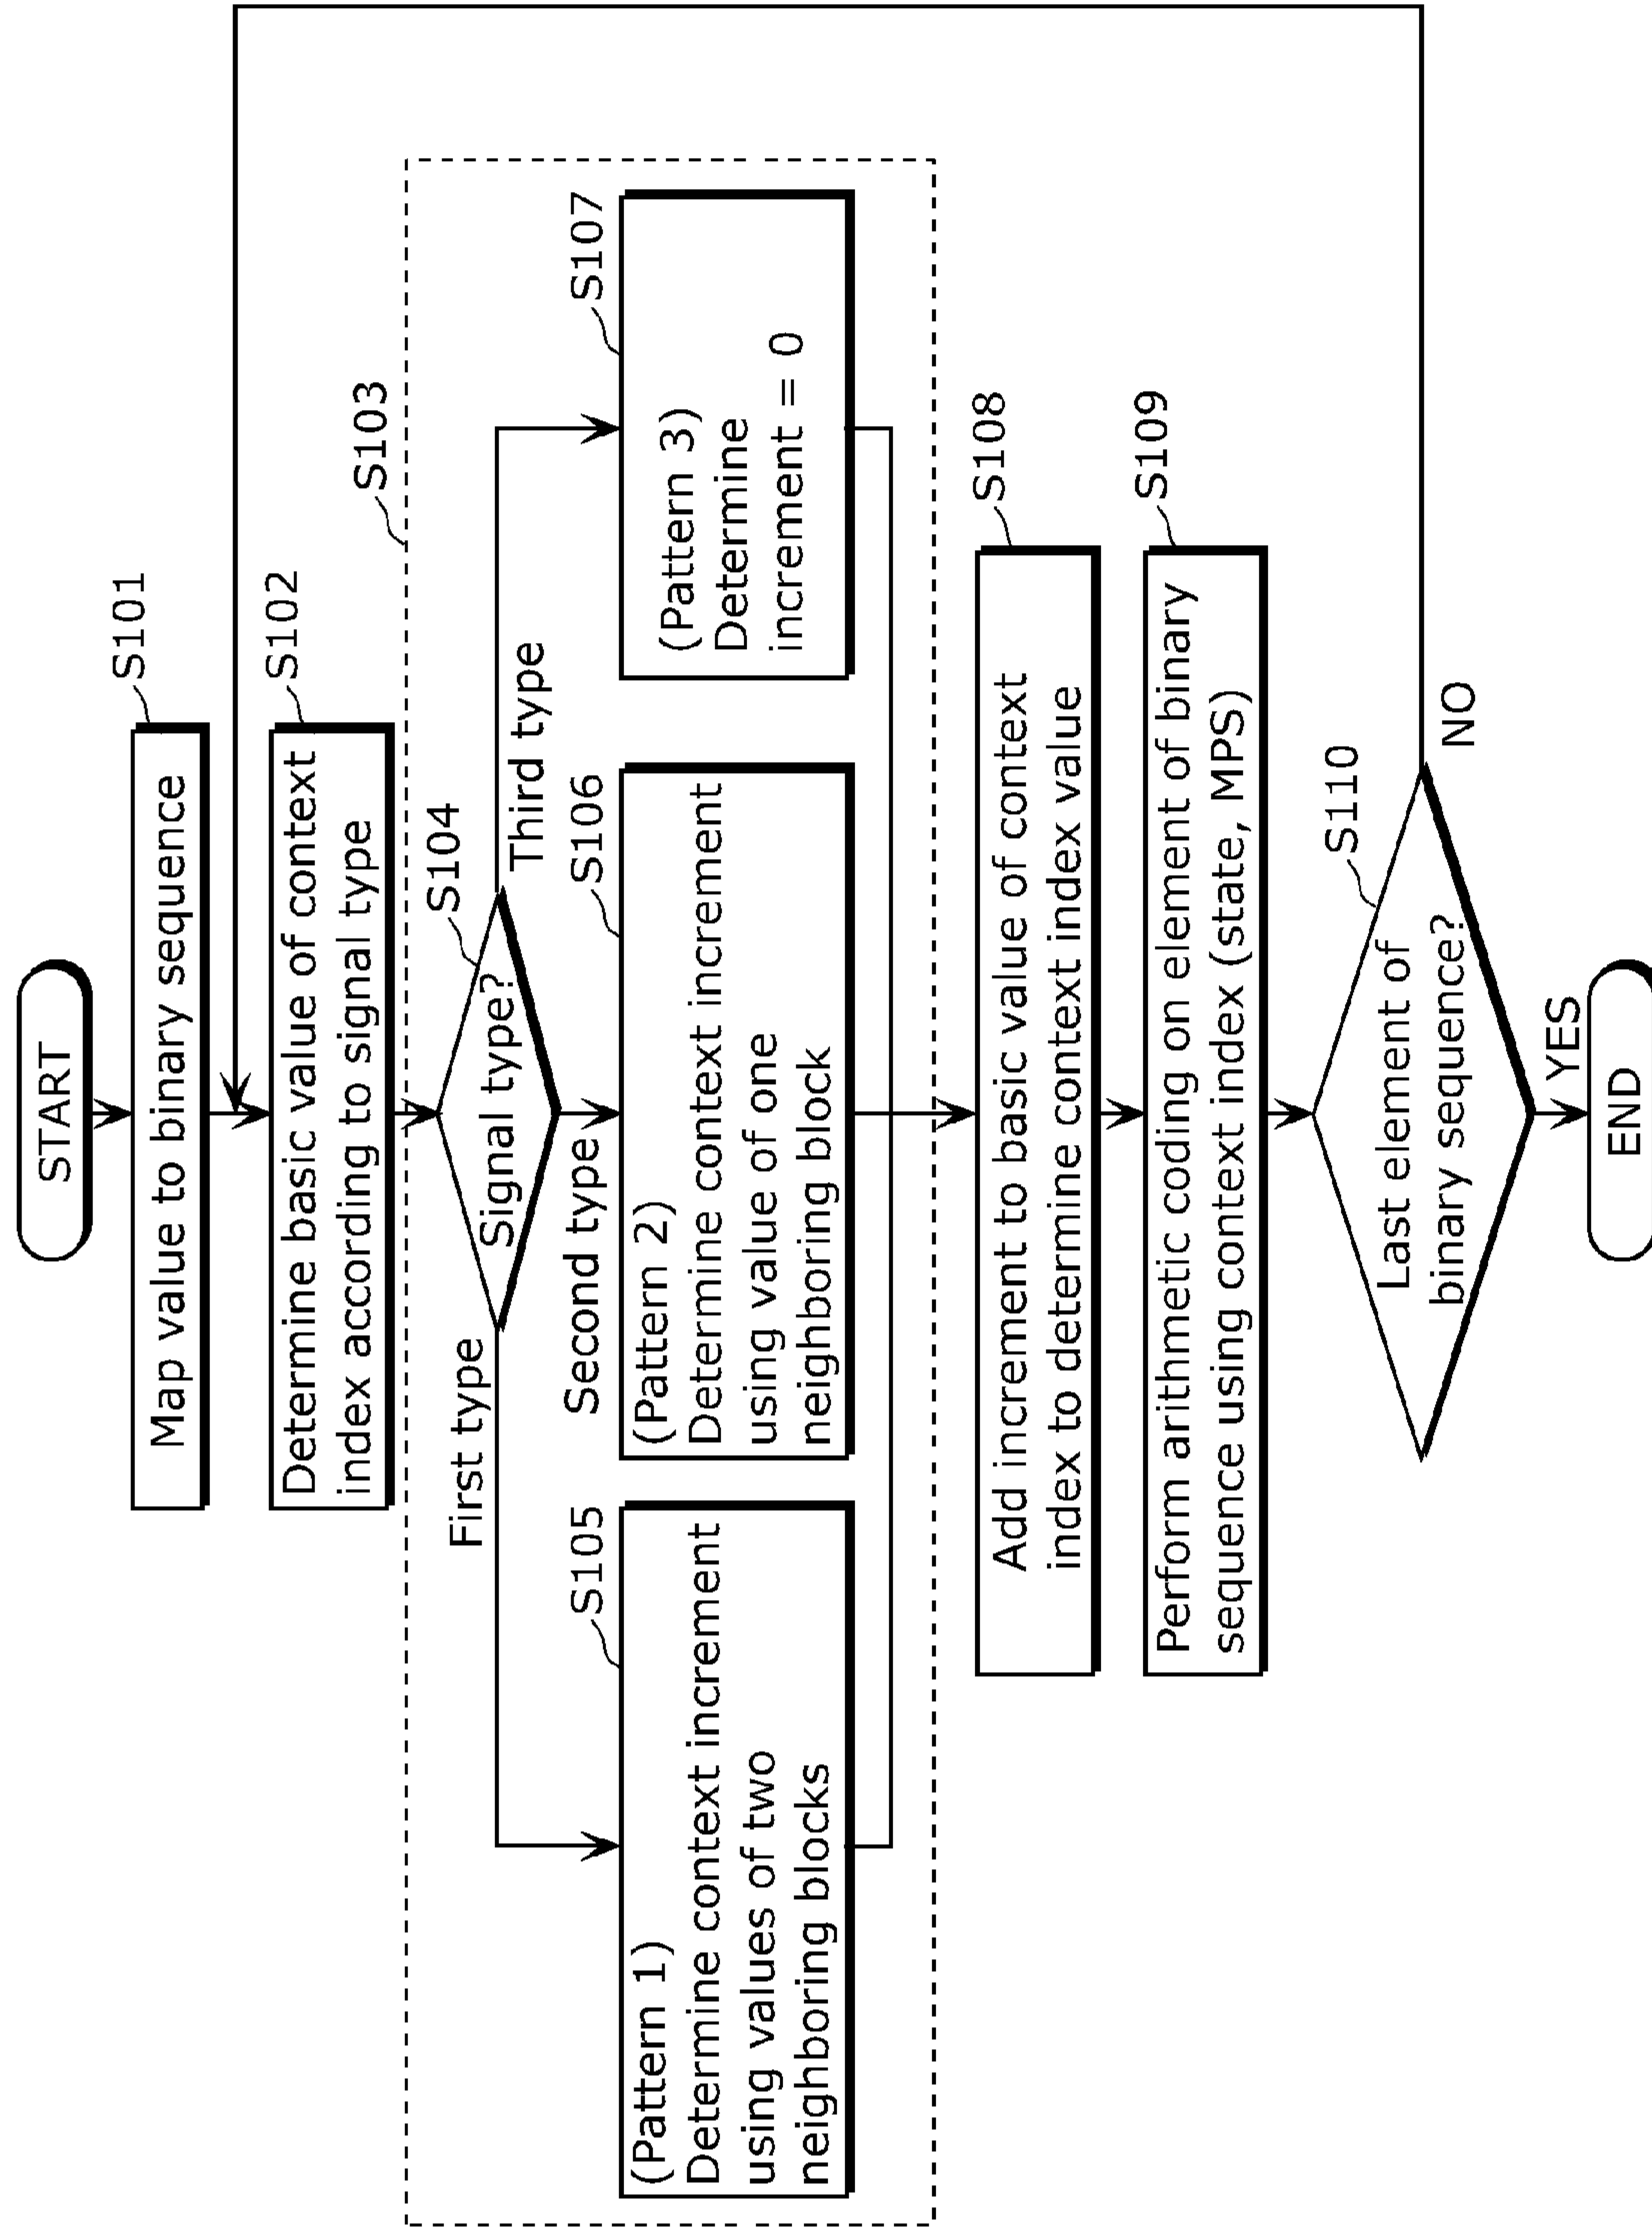 START
S101
Map value to binary sequence
S102
Determine basic value of context
index according to signal type
S103
S104
Signal type?
First type
Second type
Third type
S105
(Pattern 1)
Determine context increment
using values of two
neighboring blocks
S106
(Pattern 2)
Determine context increment
using value of one
neighboring block
S107
(Pattern 3)
Determine
increment = 0
S108
Add increment to basic value of context
index to determine context index value
S109
Perform arithmetic coding on element of binary
sequence using context index (state, MPS)
S110
Last element of
binary sequence?
NO
YES
END